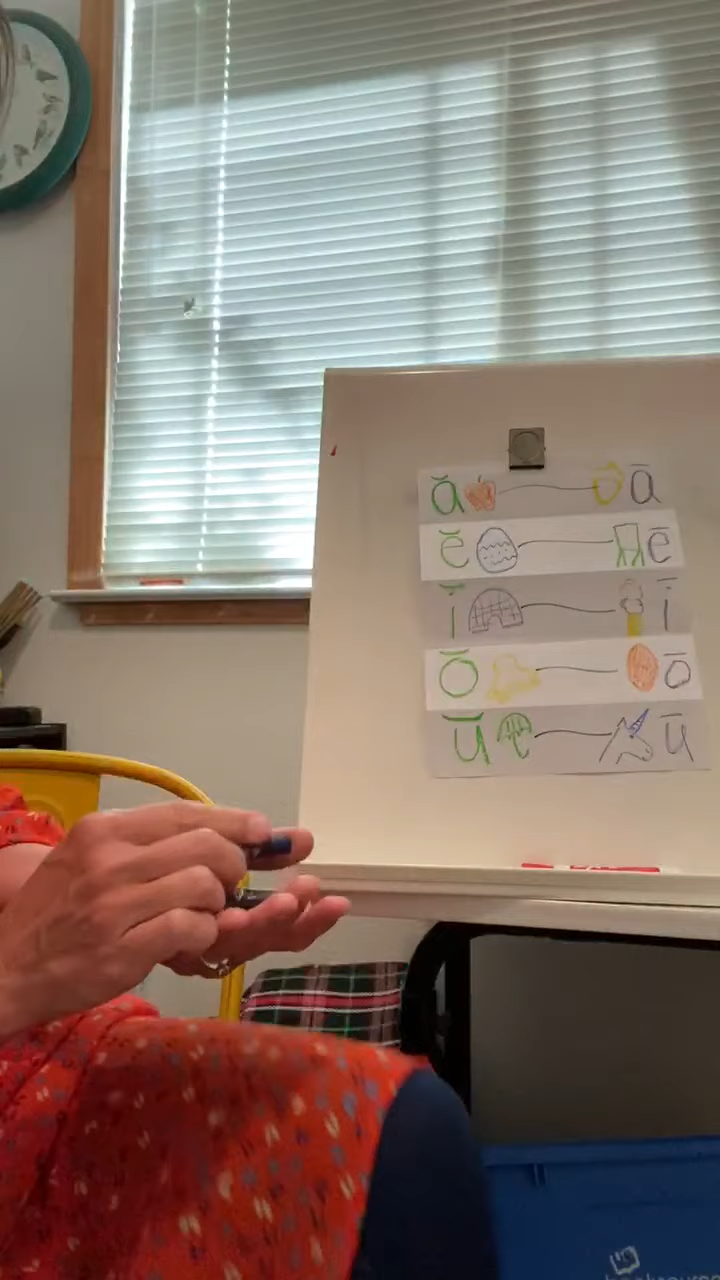 ă ā
ĕ ē
ĭ ī
ŏ ō
ŭ ū